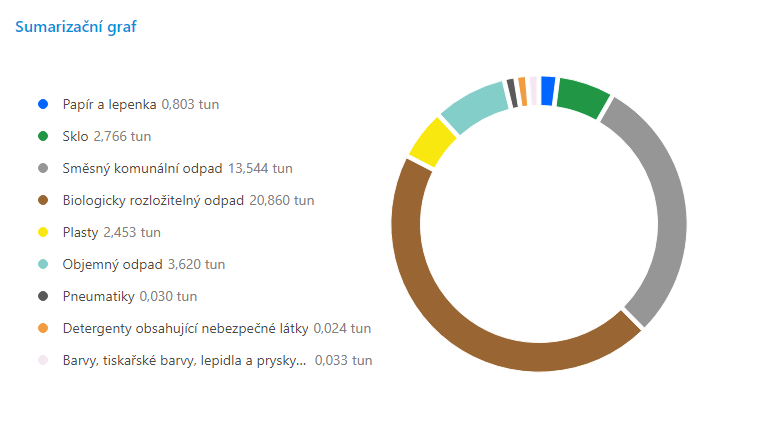 Sumarizační graf
Papír a lepenka 0,803 tun
Sklo 2,766 tun
Směsný komunální odpad 13,544 tun
Biologicky rozložitelný odpad 20,860 tun
Plasty 2,453 tun
Objemný odpad 3,620 tun
Pneumatiky 0,030 tun
Detergenty obsahující nebezpečné látky 0,024 tun
Barvy, tiskařské barvy, lepidla a prysky... 0,033 tun